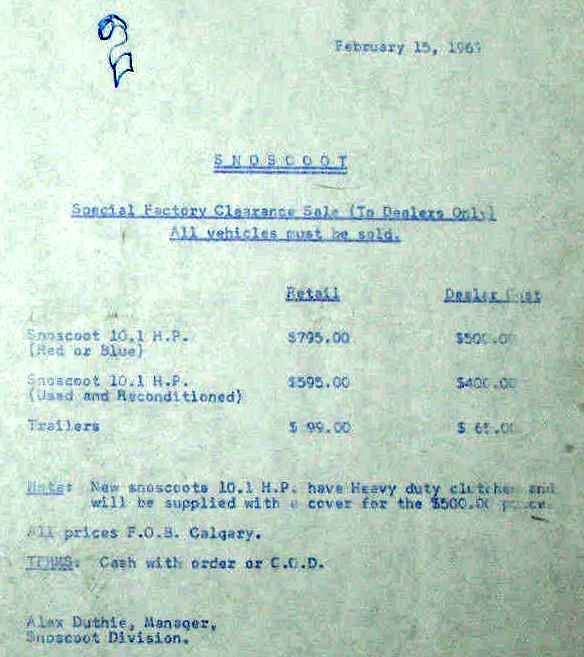 February 15, 1969
SNOSCOOT
Special Factory Clearance Sale (To Dealers Only)
All vehicles must be sold.
Retail Dealer Cost
Snoscoot 10.1 H.P. $795.00 $500.00
(Red or Blue)
Snoscoot 10.1 H.P. $595.00 $400.00
(Used and Reconditioned)
Trailers $ 99.00 $ 65.00
Note: New snoscoots 10.1 H.P. have Heavy duty clutches and
will be supplied with a cover for the $500.00 price.
All prices F.O.B. Calgary.
TERMS: Cash with order or C.O.D.
Alex Duthie, Manager,
Snoscoot Division.